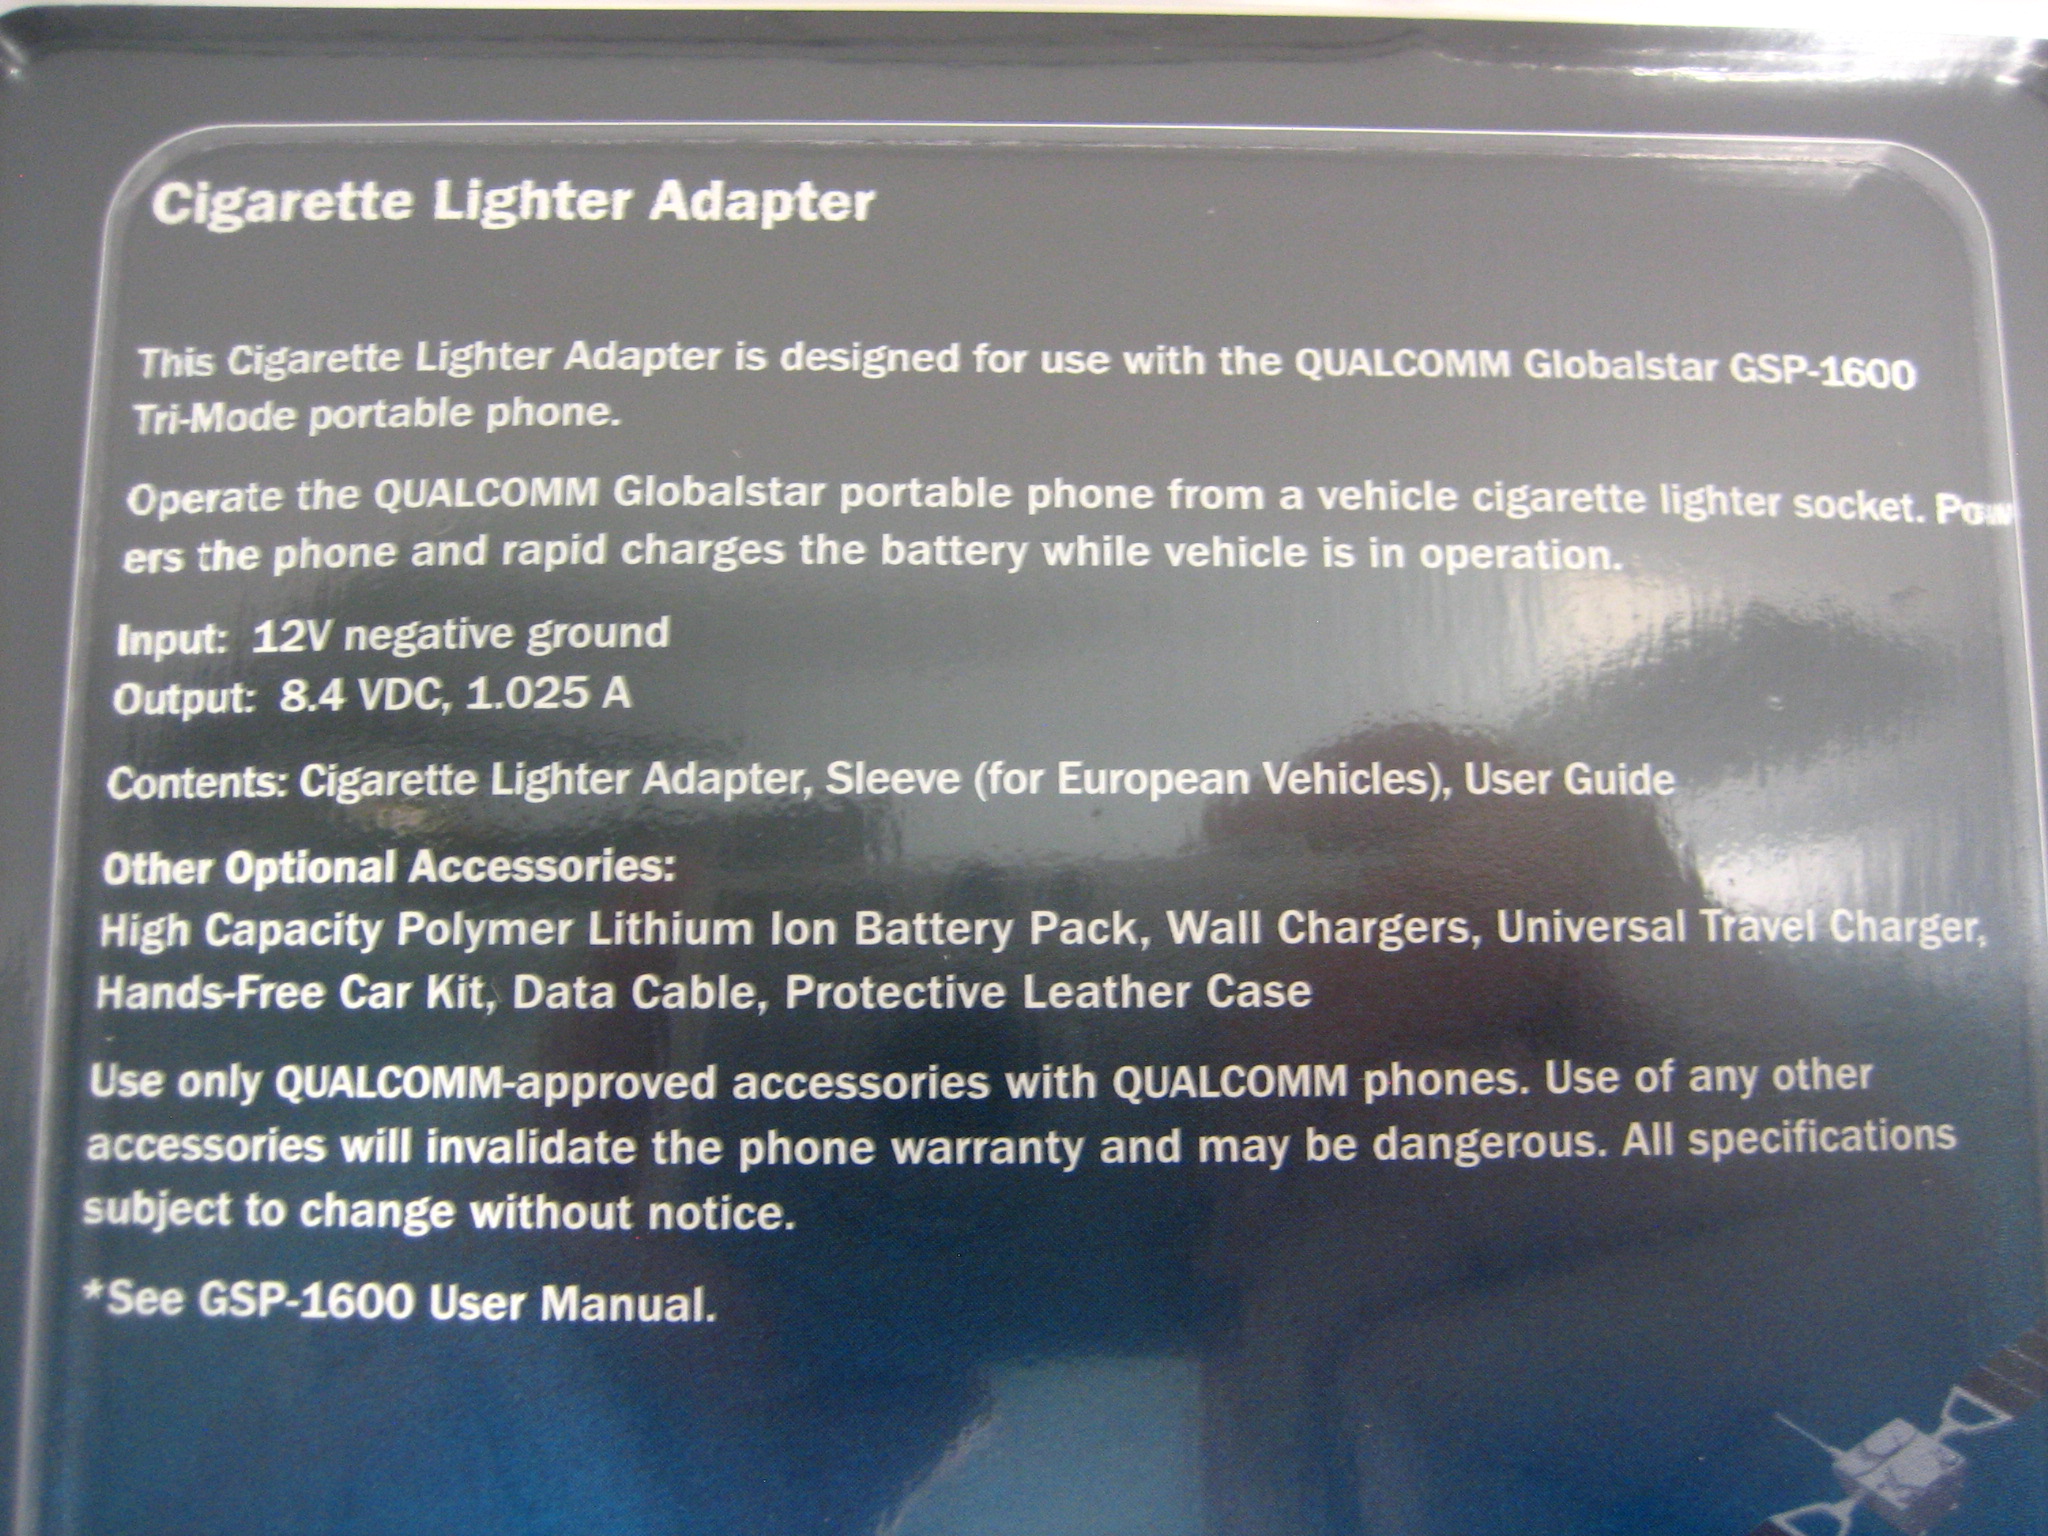 Cigarette Lighter Adapter
This Cigarette Lighter Adapter is designed for use with the QUALCOMM Globalstar GSP-1600
Tri-Mode portable phone.
Operate the QUALCOMM Globalstar portable phone from a vehicle cigarette lighter socket. Pow
ers the phone and rapid charges the battery while vehicle is in operation.
Input: 12V negative ground
Output: 8.4 VDC, 1.025 A
Contents: Cigarette Lighter Adapter, Sleeve (for European Vehicles), User Guide
Other Optional Accessories:
High Capacity Polymer Lithium Ion Battery Pack, Wall Chargers, Universal Travel Charger,
Hands-Free Car Kit, Data Cable, Protective Leather Case
Use only QUALCOMM-approved accessories with QUALCOMM phones. Use of any other
accessories will invalidate the phone warranty and may be dangerous. All specifications
subject to change without notice.
*See GSP-1600 User Manual.